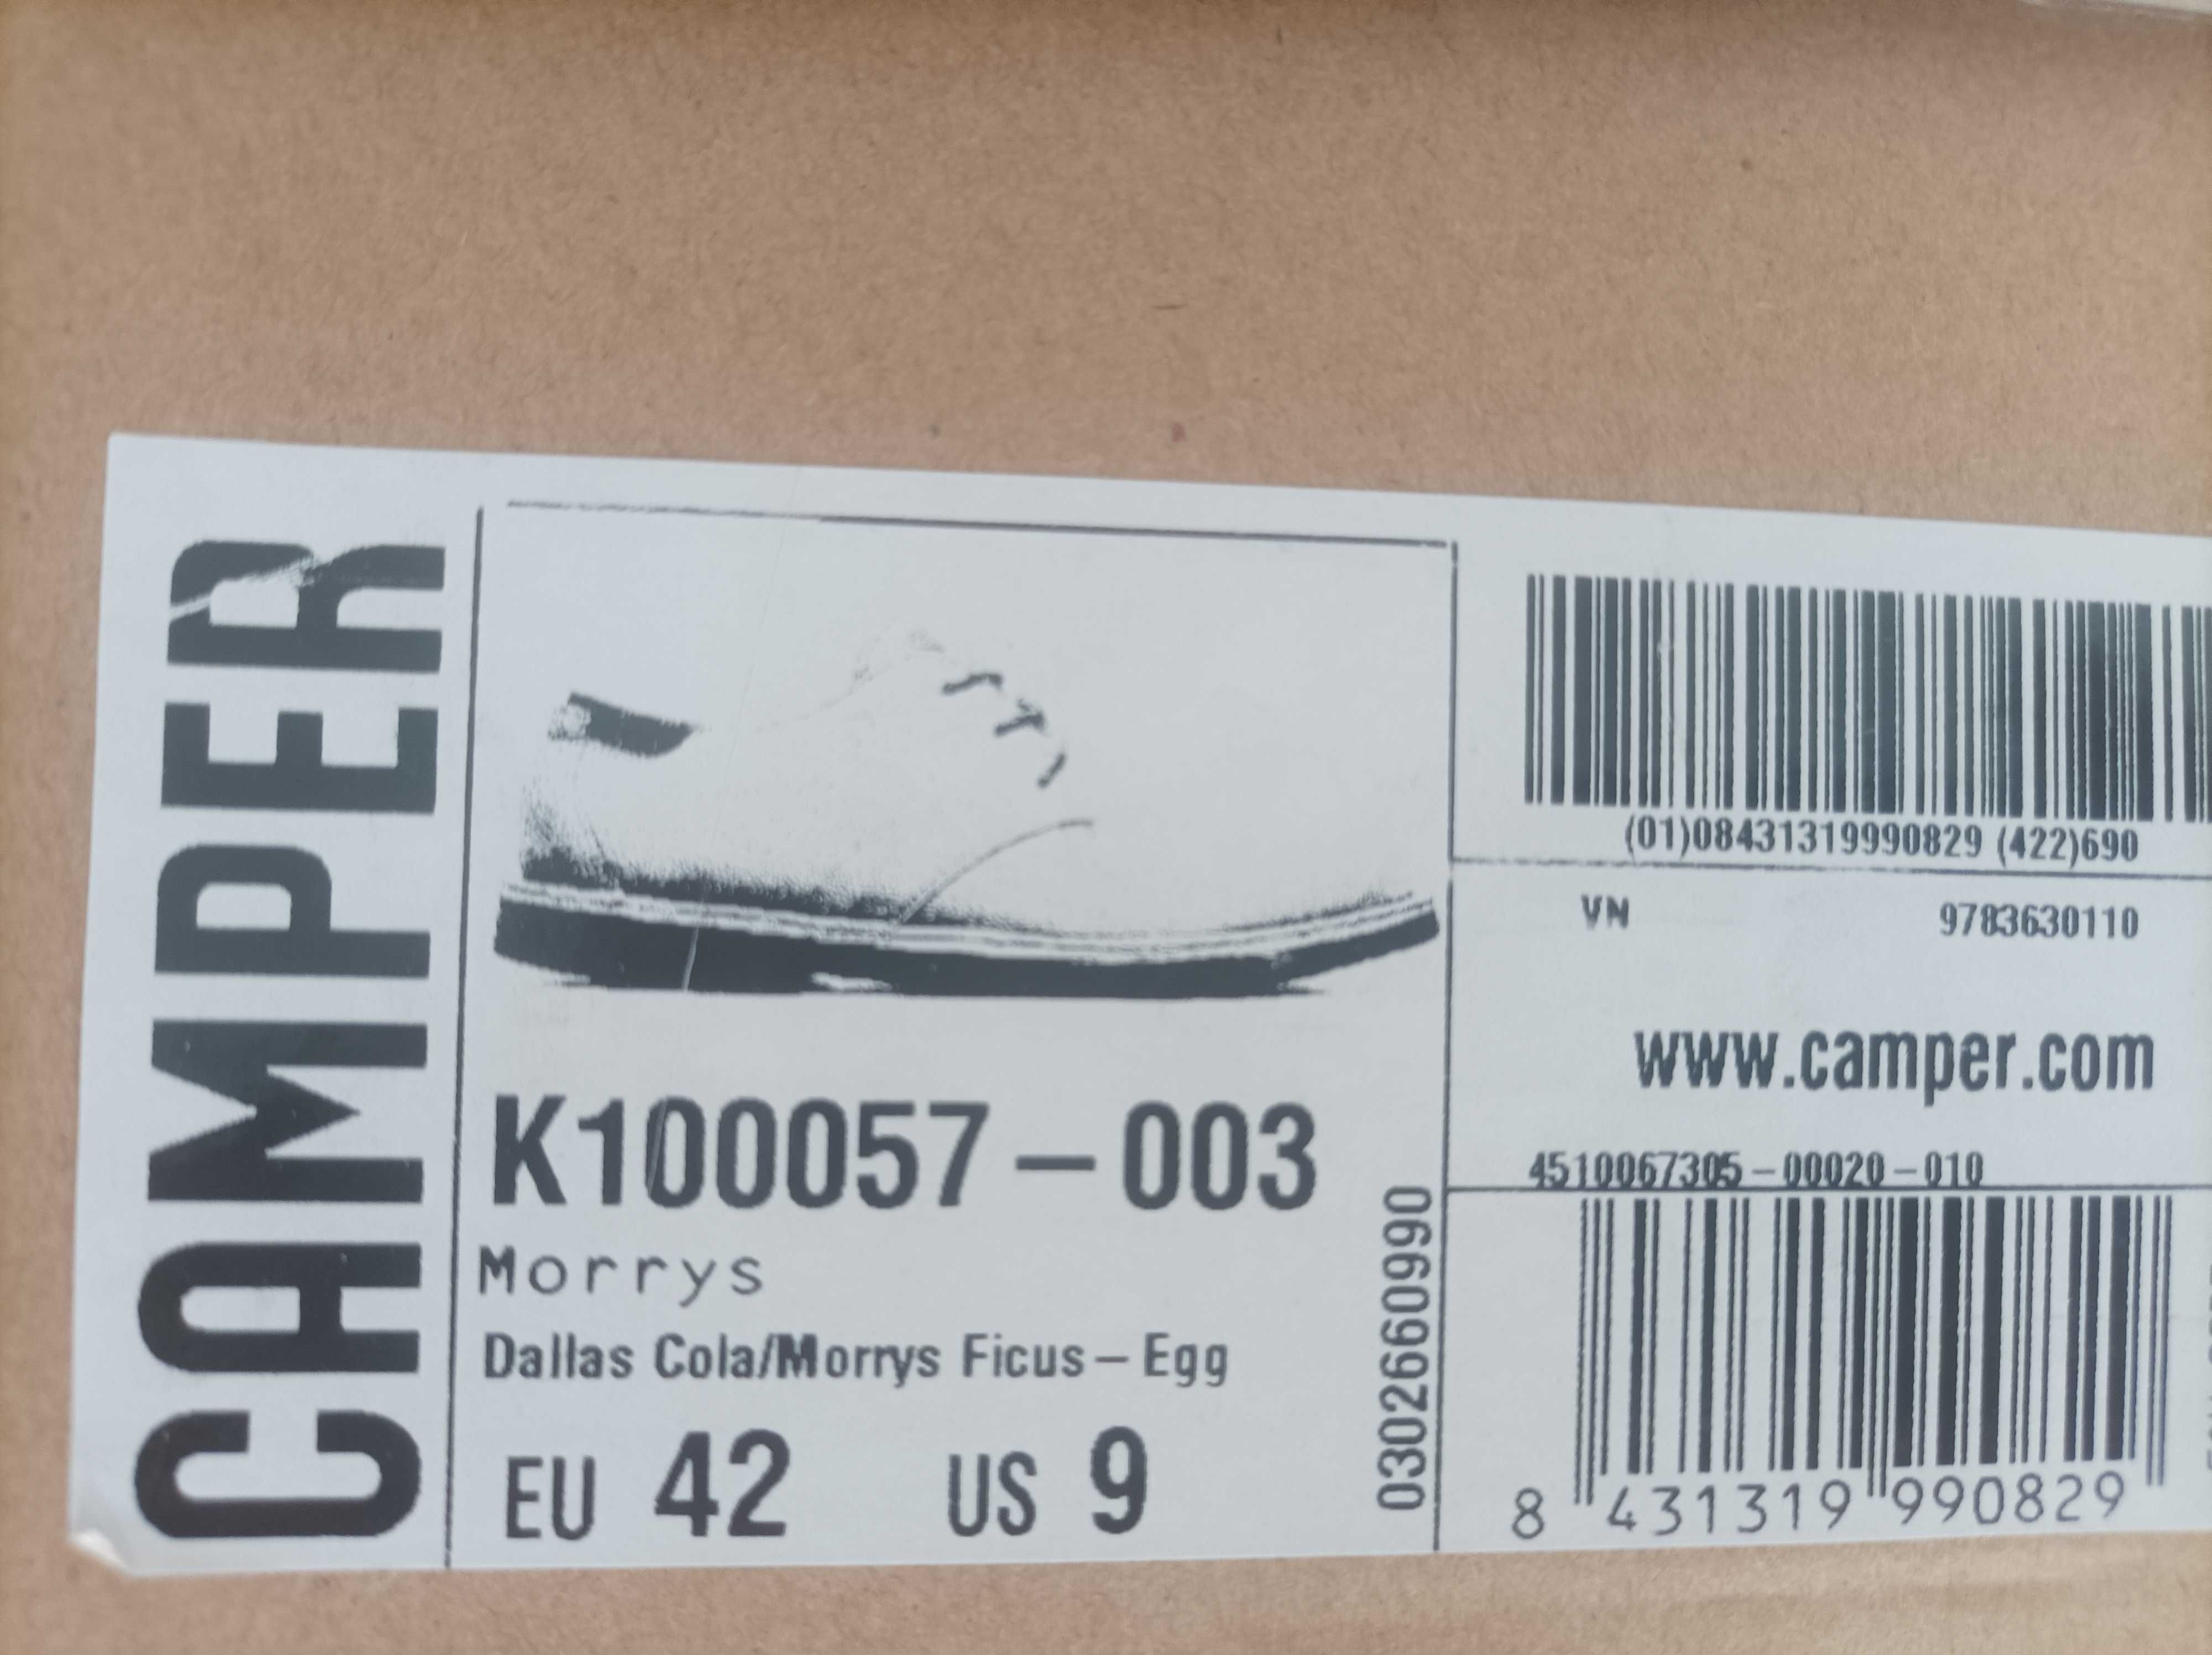 CAMPER
K100057-003
Morrys
Dallas Cola/Morrys Ficus-Egg
EU 42 US 9
0302660990
(01)08431319990829 (422)690
VN 9783630110
www.camper.com
4510067305-00020-010
8 431319 990829